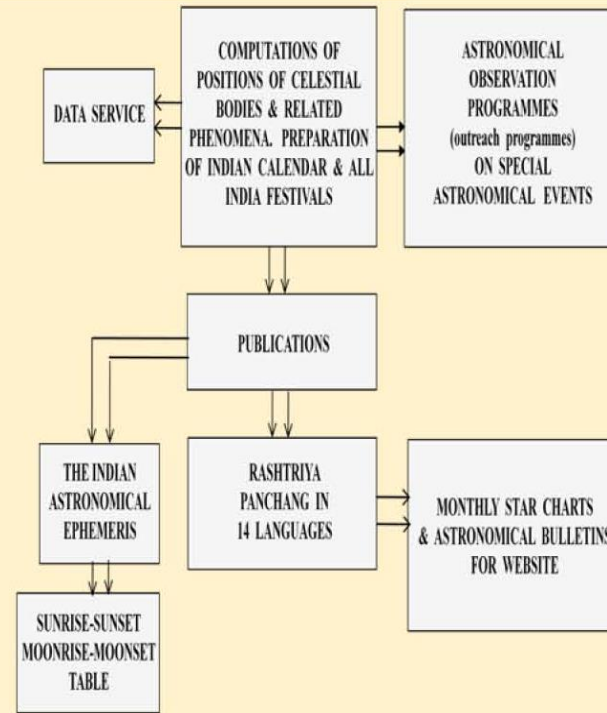 COMPUTATIONS OF
POSITIONS OF CELESTIAL
BODIES & RELATED
PHENOMENA. PREPARATION
OF INDIAN CALENDAR & ALL
INDIA FESTIVALS
DATA SERVICE
ASTRONOMICAL
OBSERVATION
PROGRAMMES
(outreach programmes)
ON SPECIAL
ASTRONOMICAL EVENTS
PUBLICATIONS
THE INDIAN
ASTRONOMICAL
EPHEMERIS
RASHTRIYA
PANCHANG IN
14 LANGUAGES
MONTHLY STAR CHARTS
& ASTRONOMICAL BULLETINS
FOR WEBSITE
SUNRISE-SUNSET
MOONRISE-MOONSET
TABLE